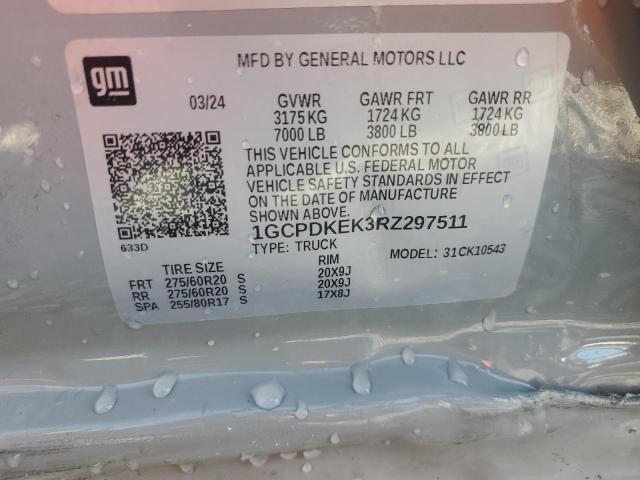 gm
MFD BY GENERAL MOTORS LLC
03/24 GVWR GAWR FRT GAWR RR
3175 KG 1724 KG 1724 KG
7000 LB 3800 LB 3800 LB
THIS VEHICLE CONFORMS TO ALL
APPLICABLE U.S. FEDERAL MOTOR
VEHICLE SAFETY STANDARDS IN EFFECT
ON THE DATE OF MANUFACTURE
SHOWN ABOVE.
1GCPDKEK3RZ297511
633D
TYPE: TRUCK MODEL: 31CK10543
TIRE SIZE RIM
FRT 275/60R20 S 20X9J
RR 275/60R20 S 20X9J
SPA 255/80R17 S 17X8J